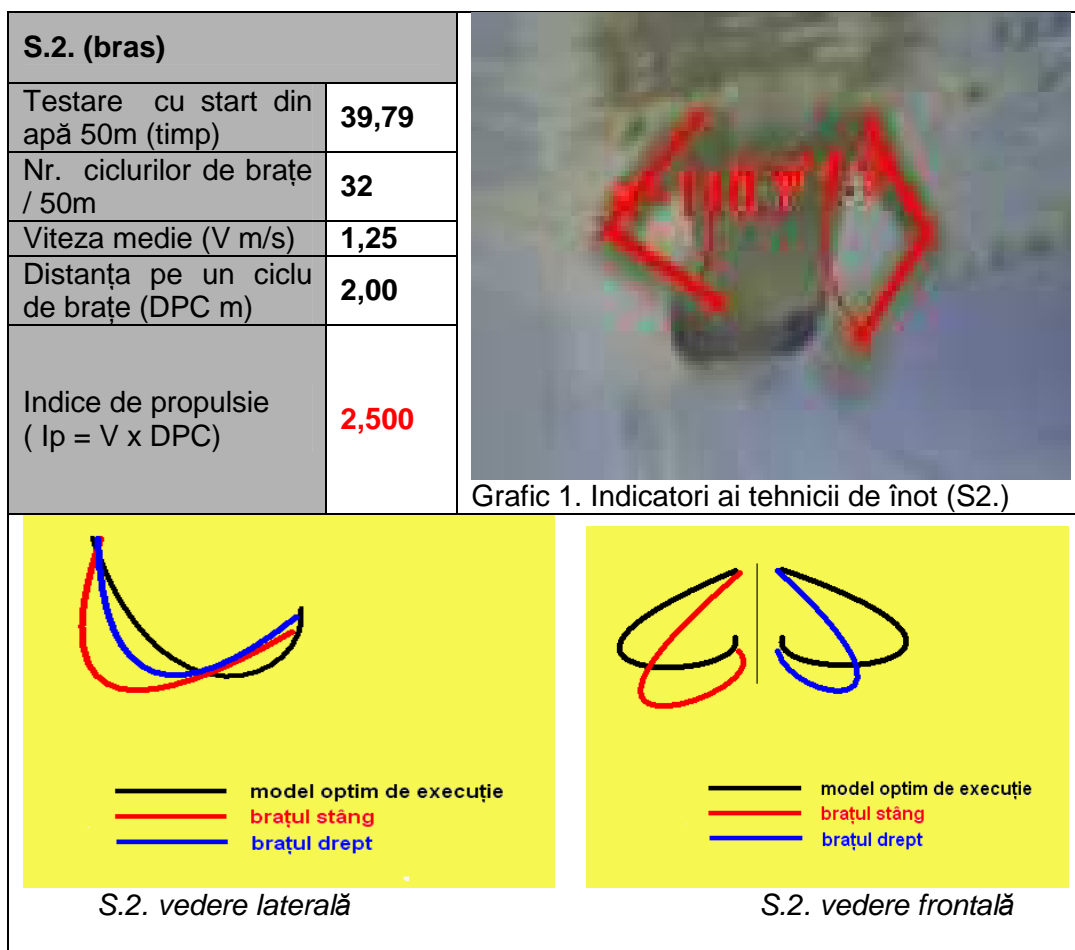 S.2. (bras)
Testare cu start din
apă 50m (timp)
39,79
Nr. ciclurilor de brațe
/ 50m
32
Viteza medie (V m/s)
1,25
Distanța pe un ciclu
de brațe (DPC m)
2,00
Indice de propulsie
( Ip = V x DPC)
2,500
Grafic 1. Indicatori ai tehnicii de înot (S2.)
model optim de execuție
brațul stâng
brațul drept
S.2. vedere laterală
model optim de execuție
brațul stâng
brațul drept
S.2. vedere frontală